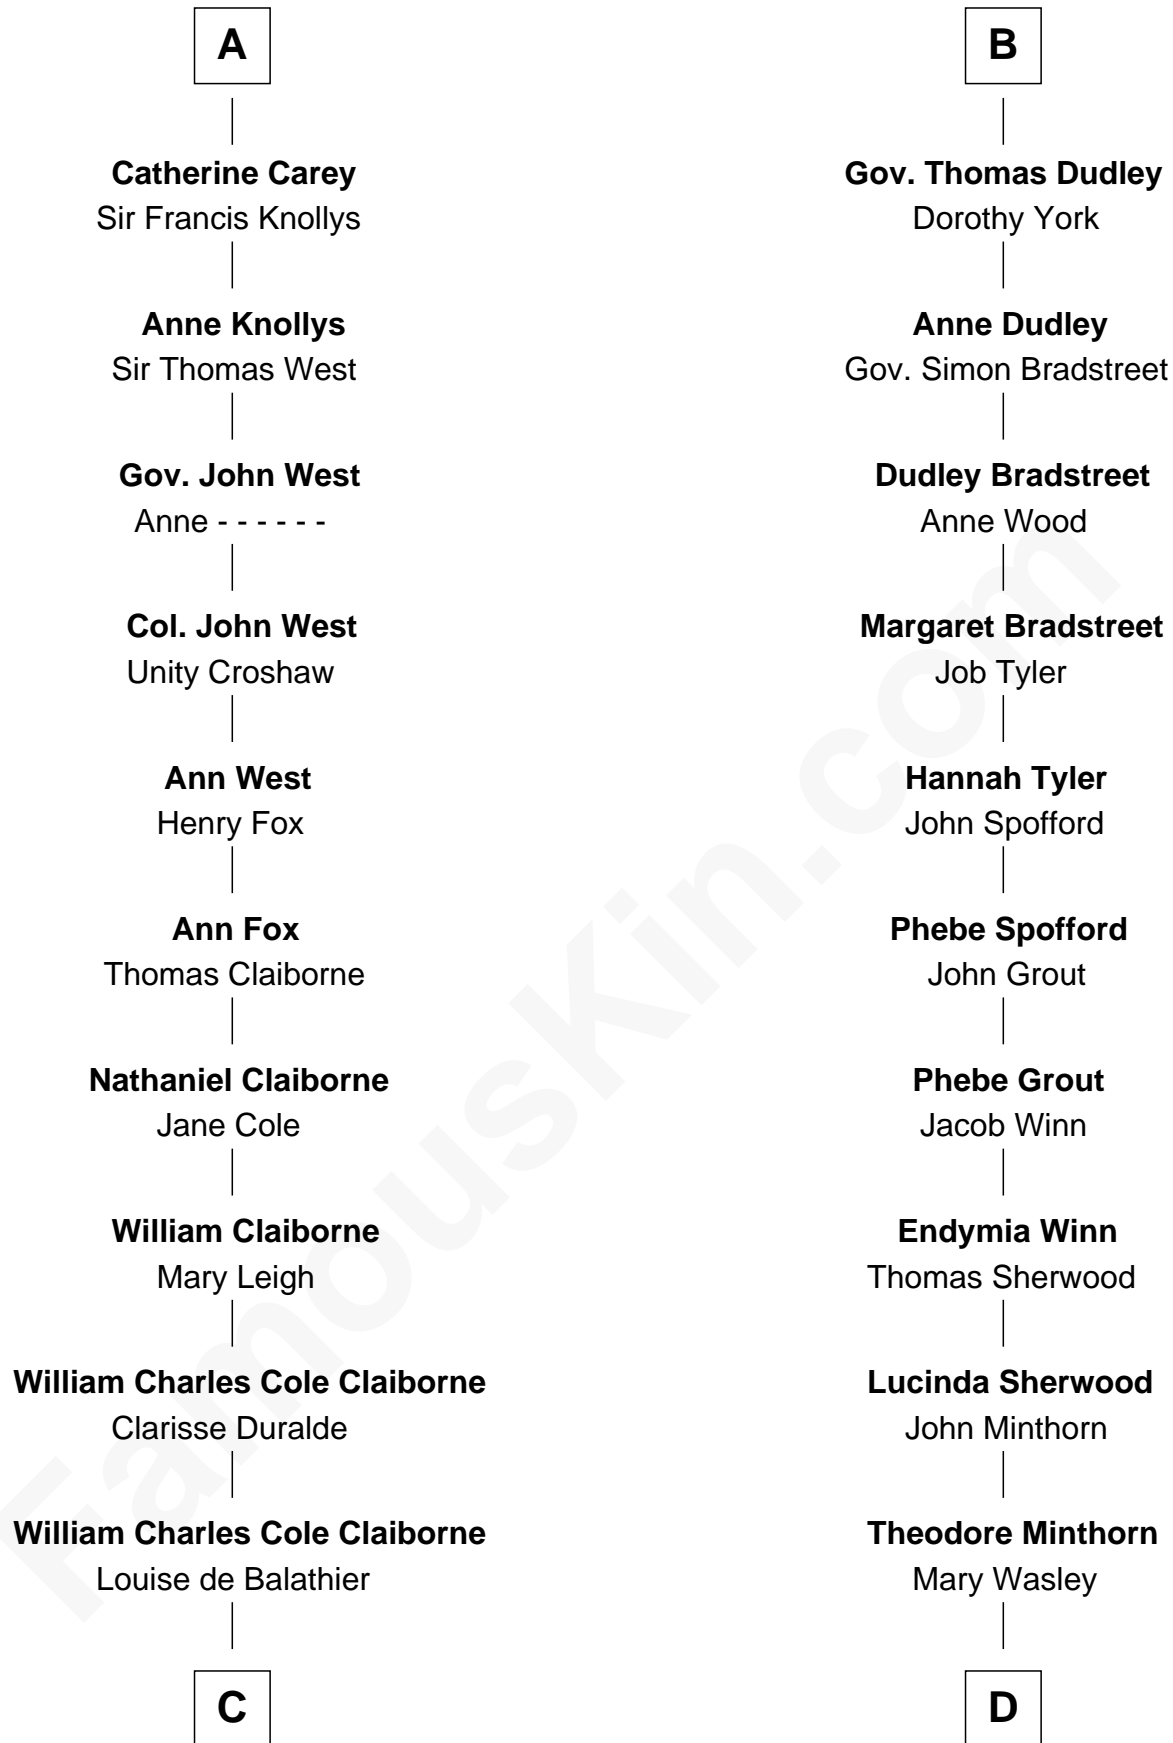 A
Catherine Carey
Sir Francis Knollys
Anne Knollys
Sir Thomas West
Gov. John West
Anne - - - - - -
Col. John West
Unity Croshaw
Ann West
Henry Fox
Ann Fox
Thomas Claiborne
Nathaniel Claiborne
Jane Cole
William Claiborne
Mary Leigh
William Charles Cole Claiborne
Clarisse Duralde
William Charles Cole Claiborne
Louise de Balathier
C
B
Gov. Thomas Dudley
Dorothy York
Anne Dudley
Gov. Simon Bradstreet
Dudley Bradstreet
Anne Wood
Margaret Bradstreet
Job Tyler
Hannah Tyler
John Spofford
Phebe Spofford
John Grout
Phebe Grout
Jacob Winn
Endymia Winn
Thomas Sherwood
Lucinda Sherwood
John Minthorn
Theodore Minthorn
Mary Wasley
D
FamousKin.com